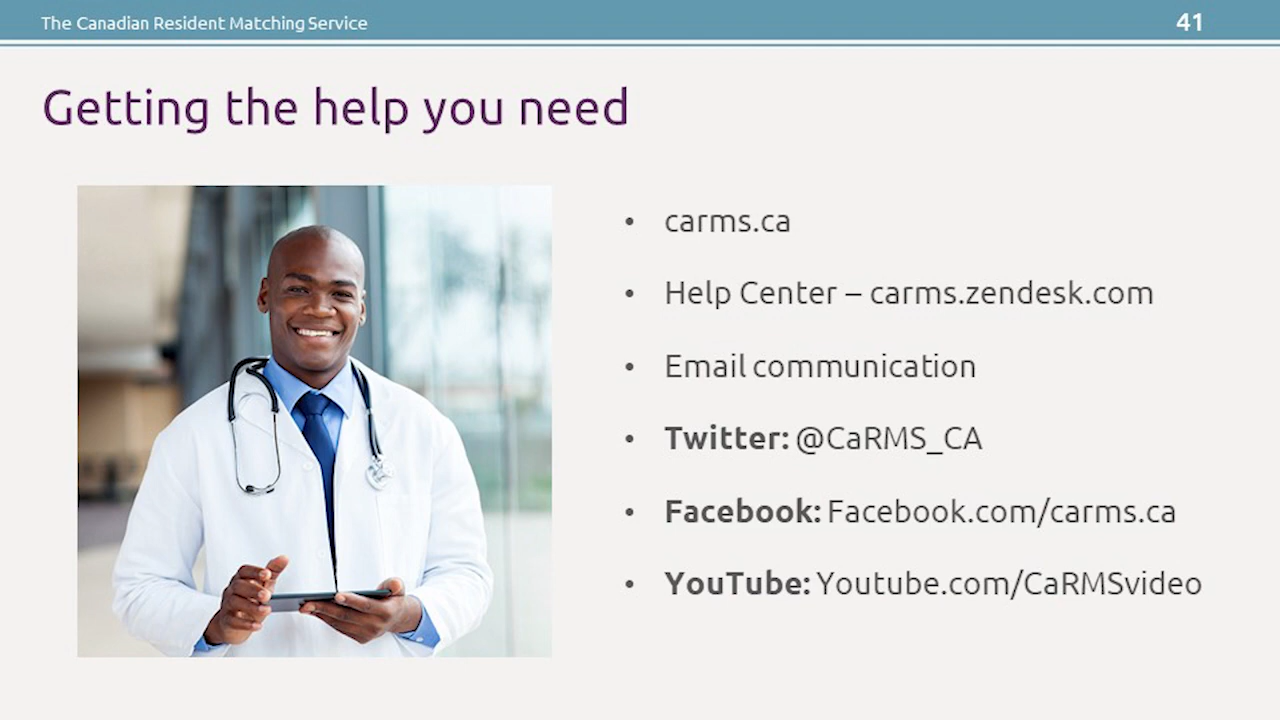 The Canadian Resident Matching Service
41
Getting the help you need
• carms.ca
• Help Center – carms.zendesk.com
• Email communication
• Twitter: @CaRMS_CA
• Facebook: Facebook.com/carms.ca
• YouTube: Youtube.com/CaRMSvideo